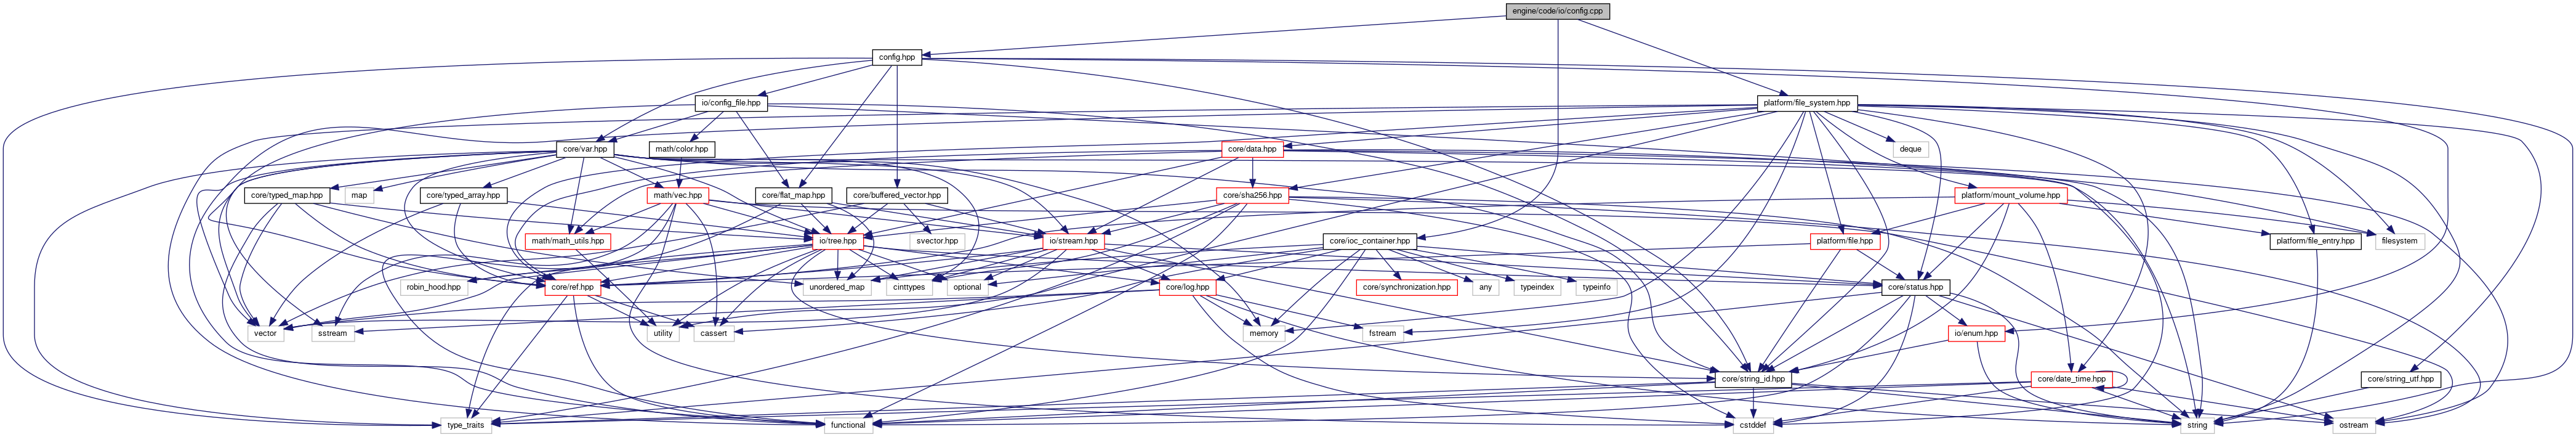 engine/code/io/config.cpp
config.hpp
io/config_file.hpp
platform/file_system.hpp
core/var.hpp
math/color.hpp
core/data.hpp
deque
core/typed_map.hpp
map
core/typed_array.hpp
math/vec.hpp
core/flat_map.hpp
core/buffered_vector.hpp
core/sha256.hpp
platform/mount_volume.hpp
math/math_utils.hpp
io/tree.hpp
svector.hpp
io/stream.hpp
core/ioc_container.hpp
platform/file.hpp
platform/file_entry.hpp
filesystem
robin_hood.hpp
core/ref.hpp
unordered_map
cinttypes
optional
core/log.hpp
core/synchronization.hpp
any
typeindex
typeinfo
core/status.hpp
vector
sstream
utility
cassert
memory
fstream
io/enum.hpp
core/string_id.hpp
core/date_time.hpp
core/string_utf.hpp
type_traits
functional
cstddef
string
ostream